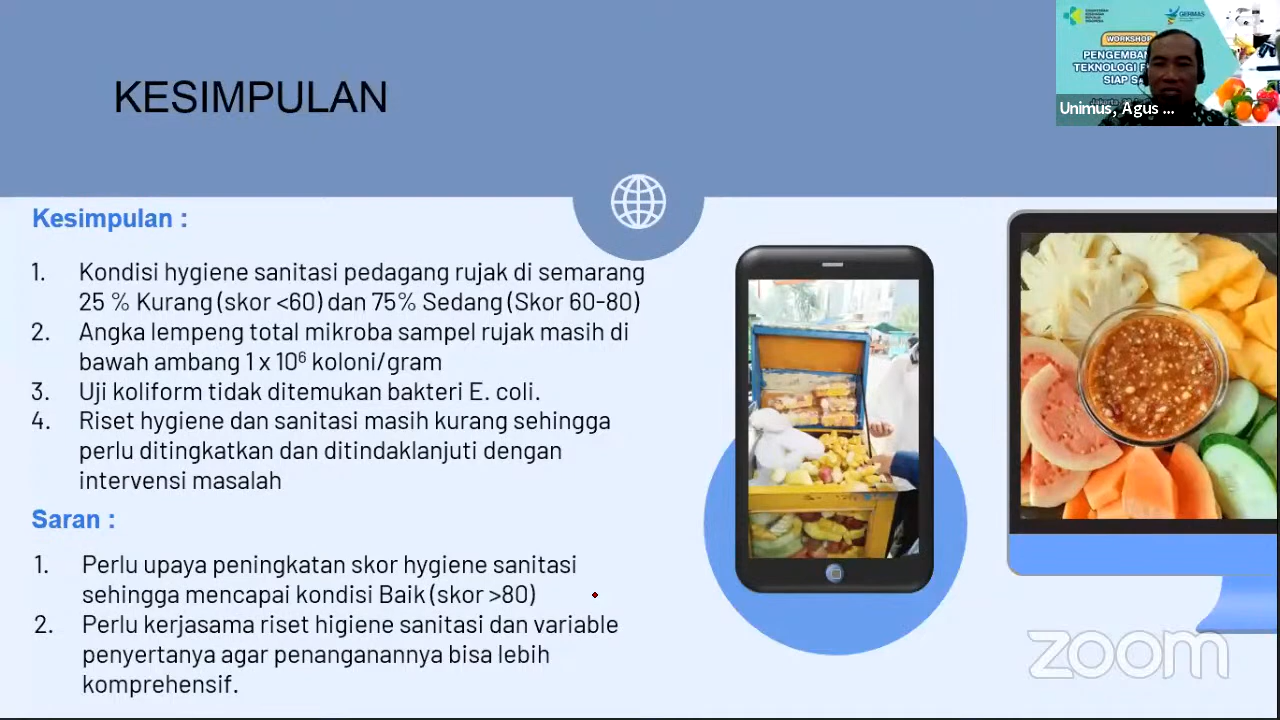 KESIMPULAN
WORKSHOP
PENGEMBAN
TEKNOLOGI
SIAP
Unimus, Agus ...
GERMAS
Kesimpulan :
1. Kondisi hygiene sanitasi pedagang rujak di semarang
25 % Kurang (skor <60) dan 75% Sedang (Skor 60-80)
2. Angka lempeng total mikroba sampel rujak masih di
bawah ambang 1 x 10⁶ koloni/gram
3. Uji koliform tidak ditemukan bakteri E. coli.
4. Riset hygiene dan sanitasi masih kurang sehingga
perlu ditingkatkan dan ditindaklanjuti dengan
intervensi masalah
Saran :
1. Perlu upaya peningkatan skor hygiene sanitasi
sehingga mencapai kondisi Baik (skor >80)
2. Perlu kerjasama riset higiene sanitasi dan variable
penyertanya agar penanganannya bisa lebih
komprehensif.
zoom